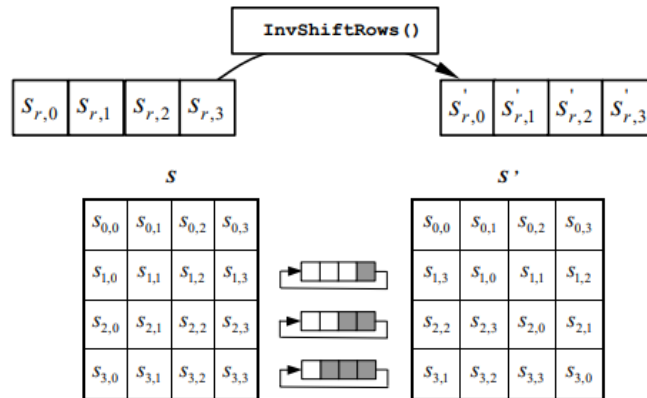 InvShiftRows()
S_{r,0} S_{r,1} S_{r,2} S_{r,3} S'_{r,0} S'_{r,1} S'_{r,2} S'_{r,3}
S S'
S_{0,0} S_{0,1} S_{0,2} S_{0,3} S_{0,0} S_{0,1} S_{0,2} S_{0,3}
S_{1,0} S_{1,1} S_{1,2} S_{1,3} S_{1,3} S_{1,0} S_{1,1} S_{1,2}
S_{2,0} S_{2,1} S_{2,2} S_{2,3} S_{2,2} S_{2,3} S_{2,0} S_{2,1}
S_{3,0} S_{3,1} S_{3,2} S_{3,3} S_{3,1} S_{3,2} S_{3,3} S_{3,0}